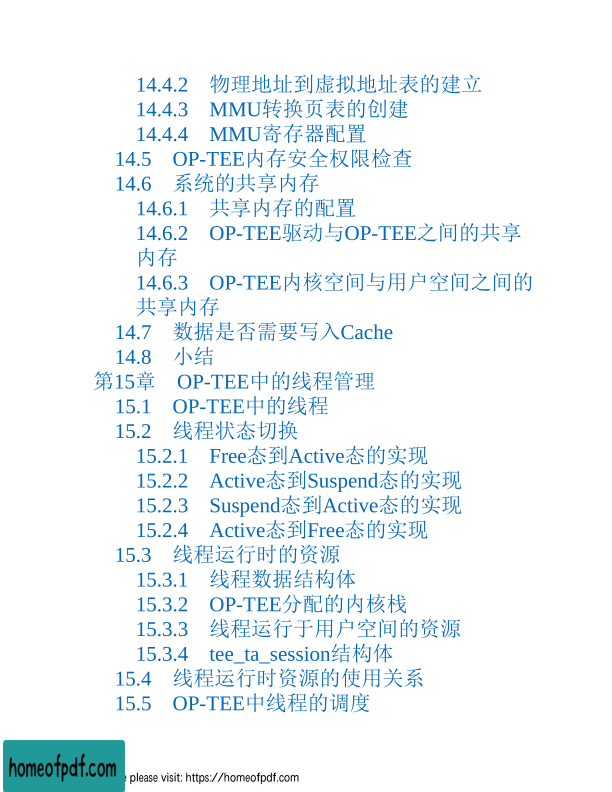 14.4.2 物理地址到虚拟地址表的建立
14.4.3 MMU转换页表的创建
14.4.4 MMU寄存器配置
14.5 OP-TEE内存安全权限检查
14.6 系统的共享内存
14.6.1 共享内存的配置
14.6.2 OP-TEE驱动与OP-TEE之间的共享
内存
14.6.3 OP-TEE内核空间与用户空间之间的
共享内存
14.7 数据是否需要写入Cache
14.8 小结
第15章 OP-TEE中的线程管理
15.1 OP-TEE中的线程
15.2 线程状态切换
15.2.1 Free态到Active态的实现
15.2.2 Active态到Suspend态的实现
15.2.3 Suspend态到Active态的实现
15.2.4 Active态到Free态的实现
15.3 线程运行时的资源
15.3.1 线程数据结构体
15.3.2 OP-TEE分配的内核栈
15.3.3 线程运行于用户空间的资源
15.3.4 tee_ta_session结构体
15.4 线程运行时资源的使用关系
15.5 OP-TEE中线程的调度
homeofpdf.com
please visit: https://homeofpdf.com